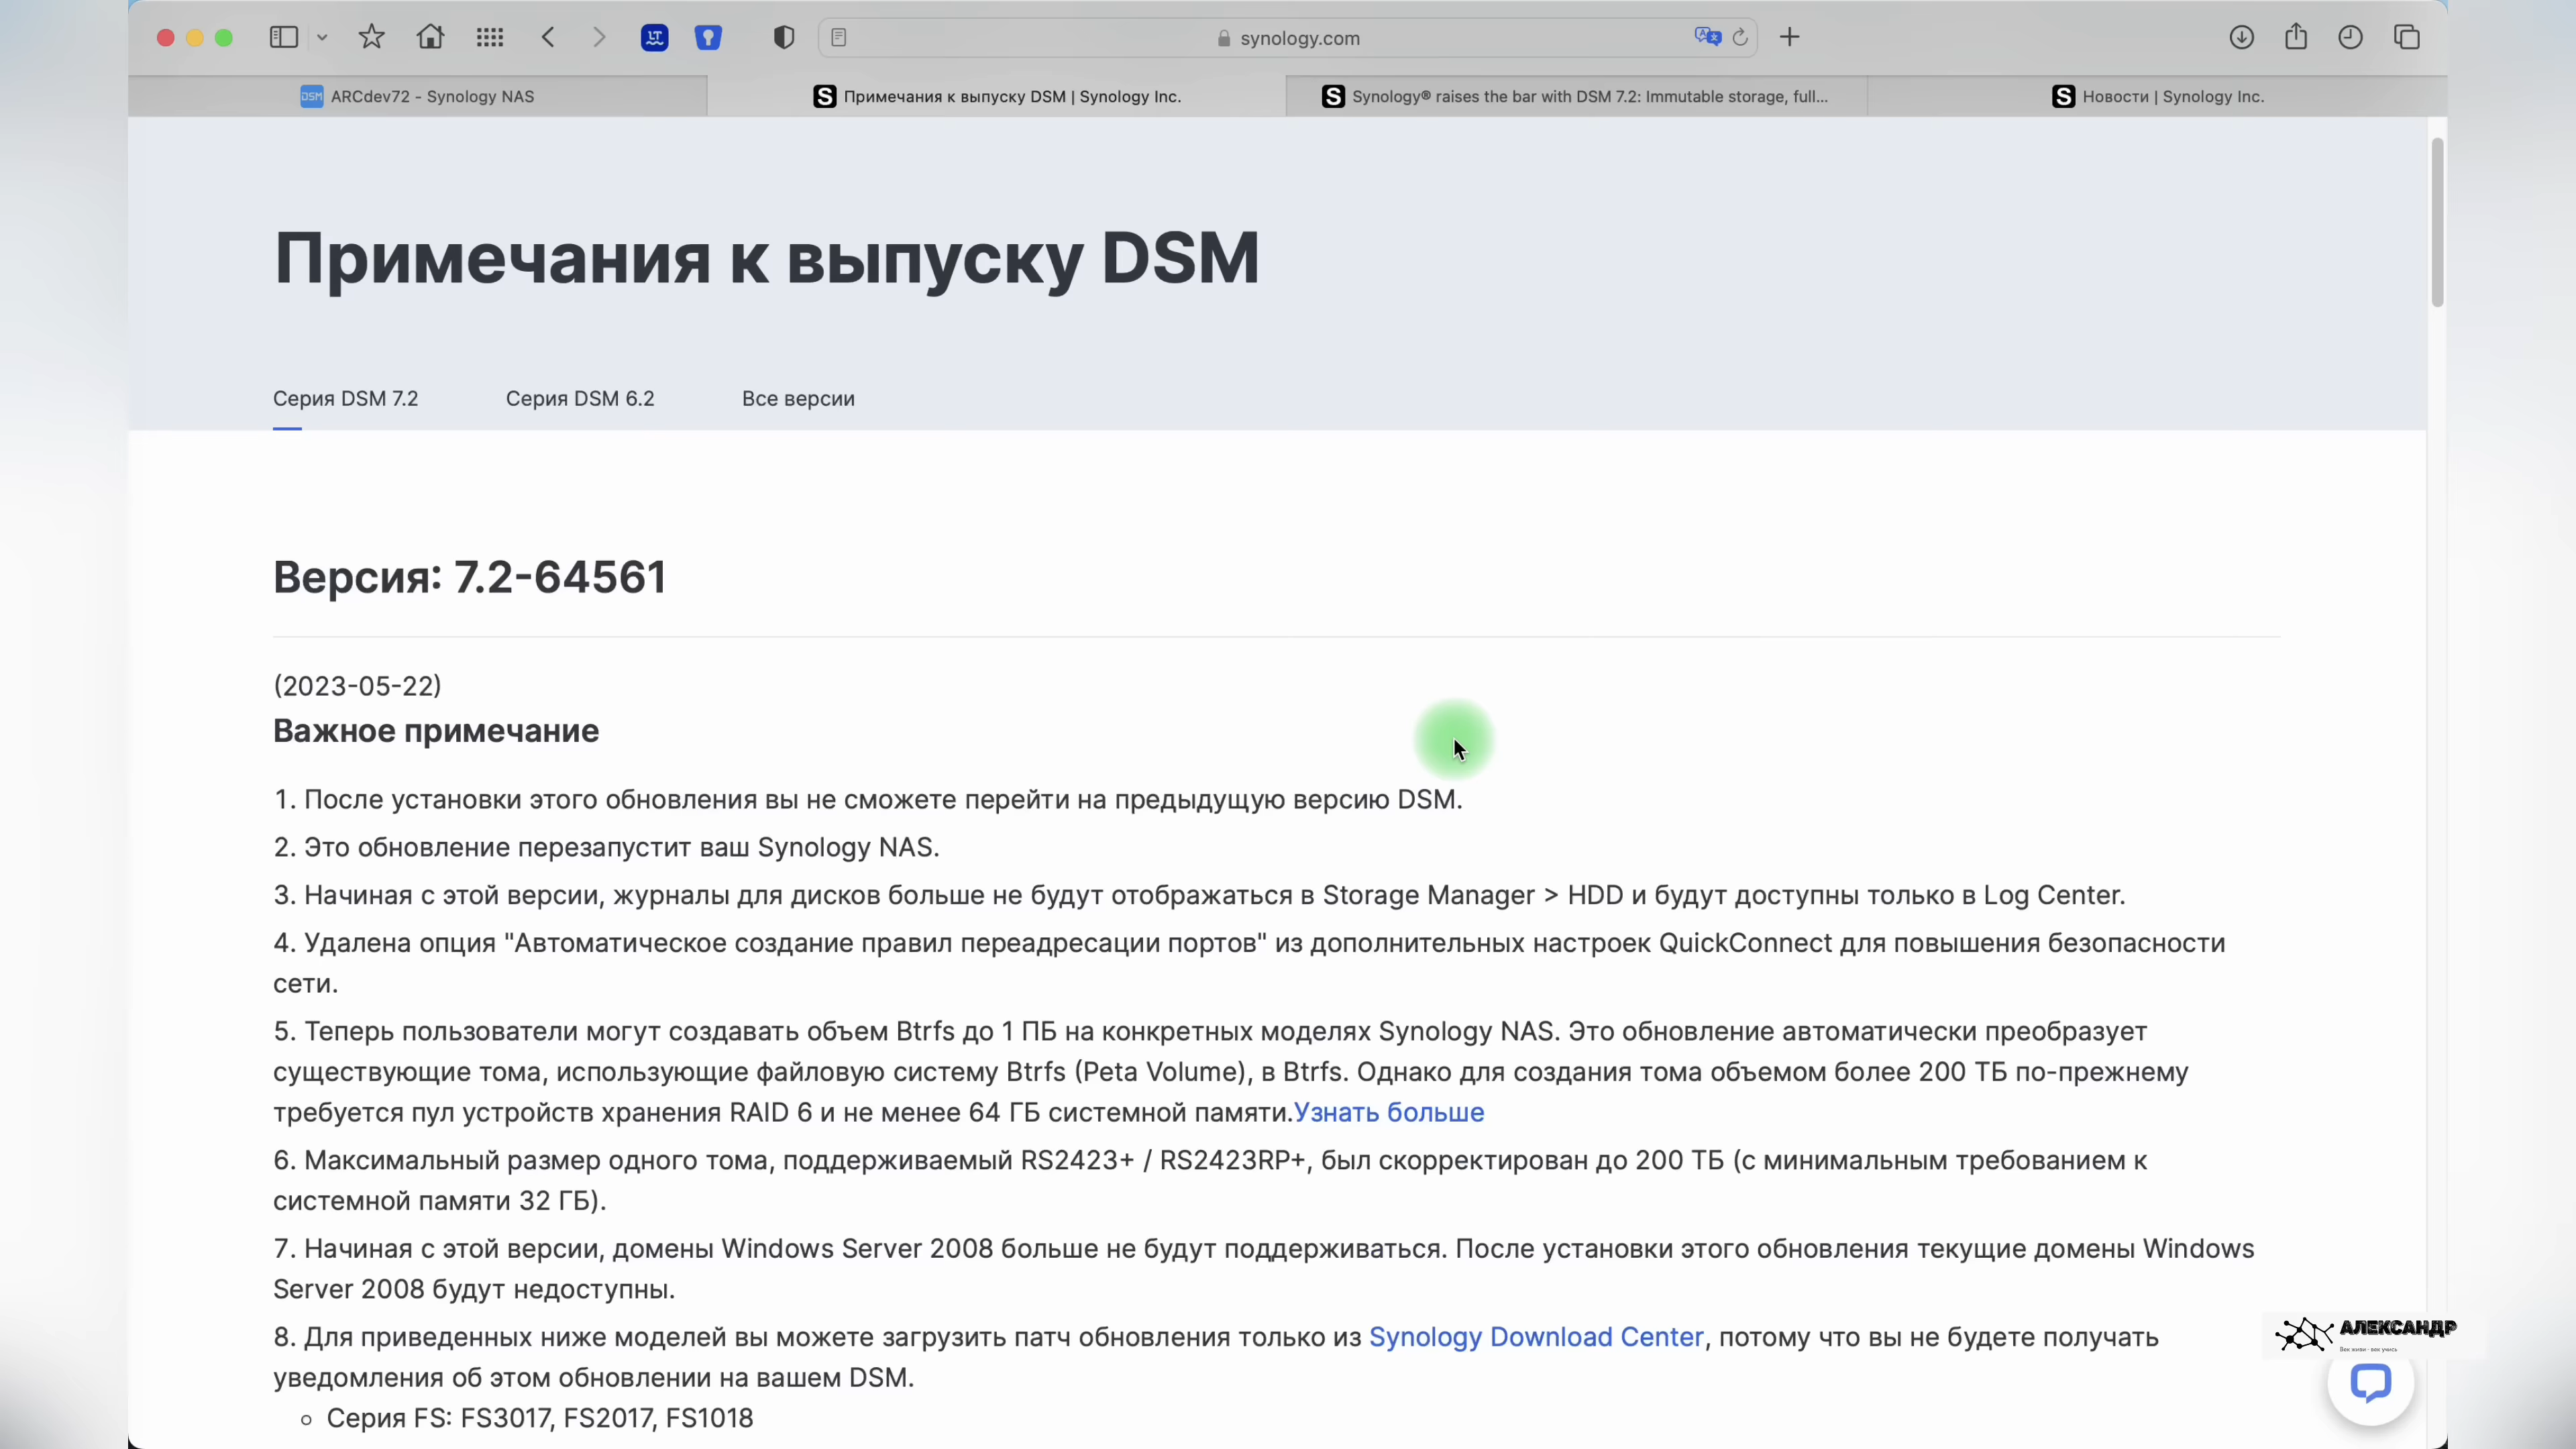 synology.com
ARCdev72 - Synology NAS
Примечания к выпуску DSM | Synology Inc.
Synology® raises the bar with DSM 7.2: Immutable storage, full...
Новости | Synology Inc.
Примечания к выпуску DSM
Серия DSM 7.2
Серия DSM 6.2
Все версии
Версия: 7.2-64561
(2023-05-22)
Важное примечание
1. После установки этого обновления вы не сможете перейти на предыдущую версию DSM.
2. Это обновление перезапустит ваш Synology NAS.
3. Начиная с этой версии, журналы для дисков больше не будут отображаться в Storage Manager > HDD и будут доступны только в Log Center.
4. Удалена опция "Автоматическое создание правил переадресации портов" из дополнительных настроек QuickConnect для повышения безопасности
сети.
5. Теперь пользователи могут создавать объем Btrfs до 1 ПБ на конкретных моделях Synology NAS. Это обновление автоматически преобразует
существующие тома, использующие файловую систему Btrfs (Peta Volume), в Btrfs. Однако для создания тома объемом более 200 ТБ по-прежнему
требуется пул устройств хранения RAID 6 и не менее 64 ГБ системной памяти.Узнать больше
6. Максимальный размер одного тома, поддерживаемый RS2423+ / RS2423RP+, был скорректирован до 200 ТБ (с минимальным требованием к
системной памяти 32 ГБ).
7. Начиная с этой версии, домены Windows Server 2008 больше не будут поддерживаться. После установки этого обновления текущие домены Windows
Server 2008 будут недоступны.
8. Для приведенных ниже моделей вы можете загрузить патч обновления только из Synology Download Center, потому что вы не будете получать
уведомления об этом обновлении на вашем DSM.
Серия FS: FS3017, FS2017, FS1018
АЛЕКСАНДР
Век живи - век учись